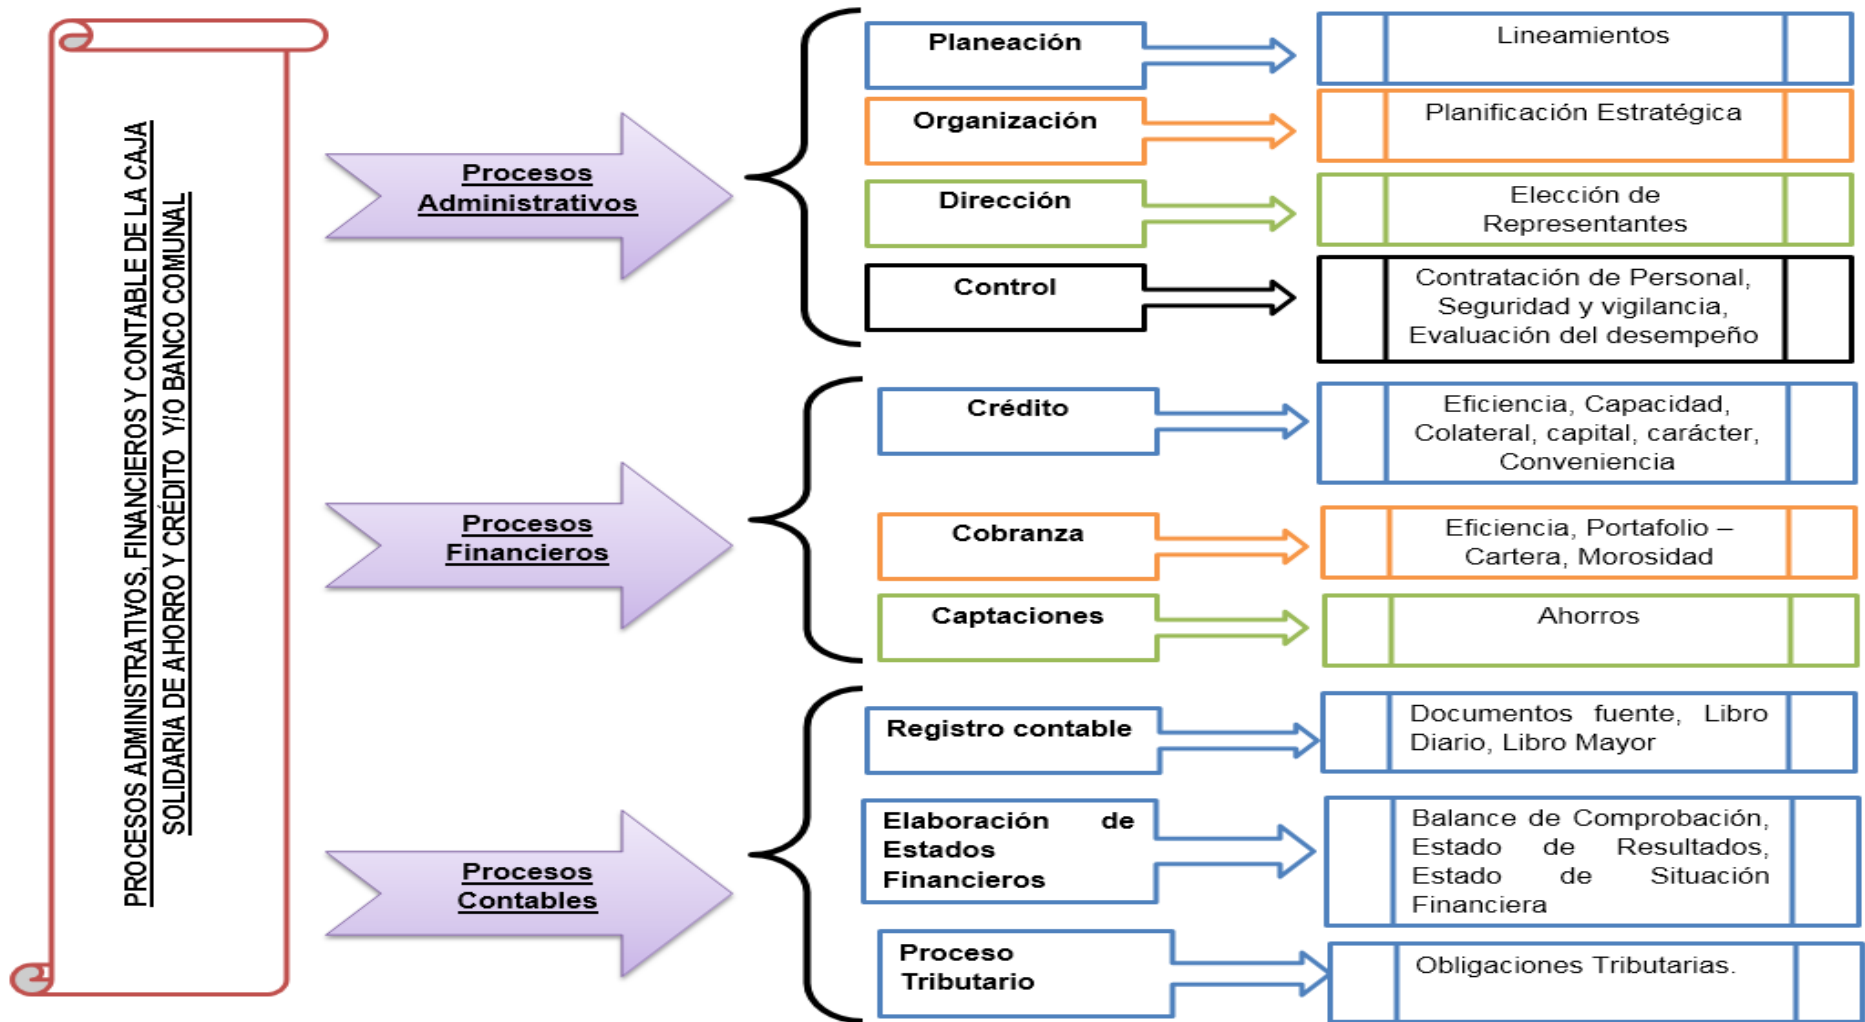 PROCESOS ADMINISTRATIVOS, FINANCIEROS Y CONTABLE DE LA CAJA
SOLIDARIA DE AHORRO Y CRÉDITO Y/O BANCO COMUNAL
Procesos
Administrativos
Planeación
Lineamientos
Organización
Planificación Estratégica
Dirección
Elección de
Representantes
Control
Contratación de Personal,
Seguridad y vigilancia,
Evaluación del desempeño
Procesos
Financieros
Crédito
Eficiencia, Capacidad,
Colateral, capital, carácter,
Conveniencia
Cobranza
Eficiencia, Portafolio –
Cartera, Morosidad
Captaciones
Ahorros
Procesos
Contables
Registro contable
Documentos fuente, Libro
Diario, Libro Mayor
Elaboración de
Estados
Financieros
Balance de Comprobación,
Estado de Resultados,
Estado de Situación
Financiera
Proceso
Tributario
Obligaciones Tributarias.